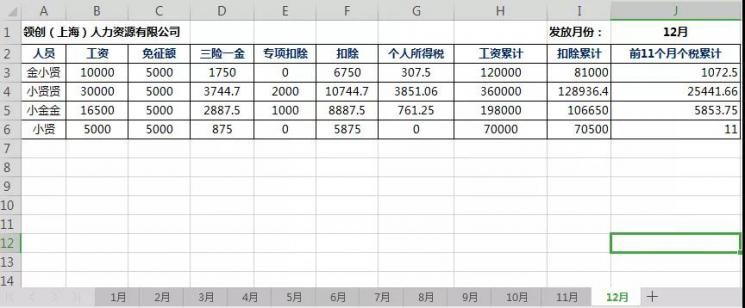 A B C D E F G H I J
1 领创（上海）人力资源有限公司 发放月份： 12月
2 人员 工资 免征额 三险一金 专项扣除 扣除 个人所得税 工资累计 扣除累计 前11个月个税累计
3 金小贤 10000 5000 1750 0 6750 307.5 120000 81000 1072.5
4 小贤贤 30000 5000 3744.7 2000 10744.7 3851.06 360000 128936.4 25441.66
5 小金金 16500 5000 2887.5 1000 8887.5 761.25 198000 106650 5853.75
6 小贤 5000 5000 875 0 5875 0 70000 70500 11
7
8
9
10
11
12
13
14
1月 2月 3月 4月 5月 6月 7月 8月 9月 10月 11月 12月